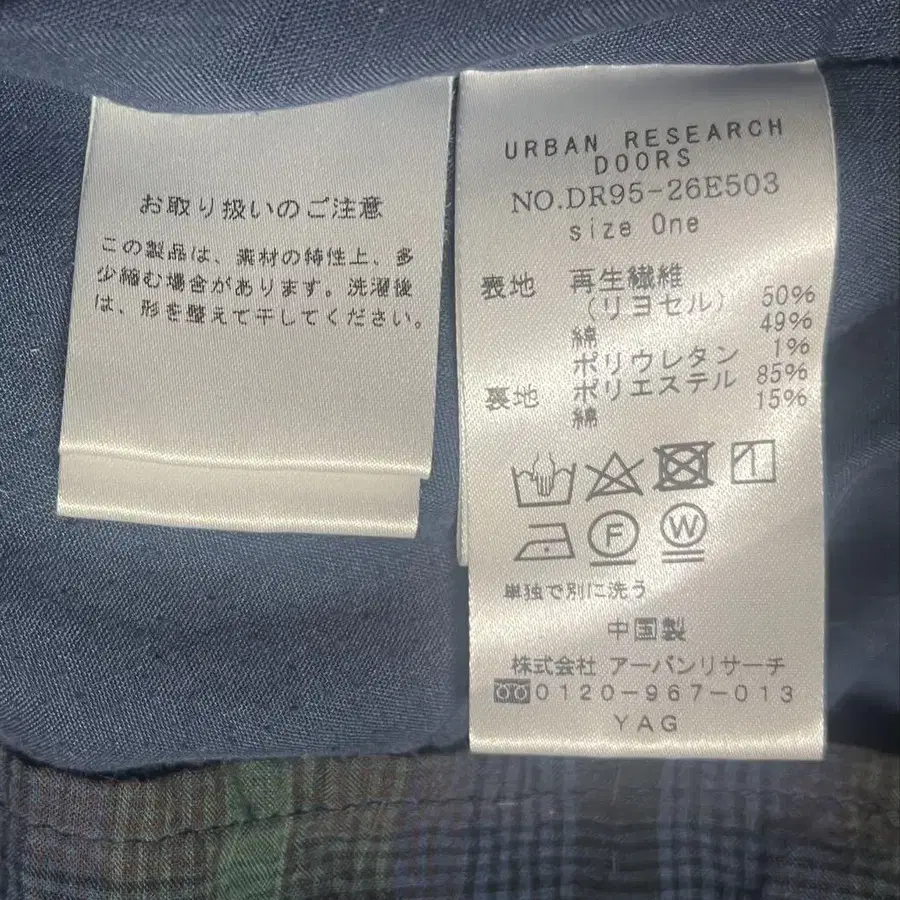 お取り扱いのご注意
この製品は、素材の特性上、多
少縮む場合があります。洗濯後
は、形を整えて干してください。
URBAN RESEARCH
DOORS
NO.DR95-26E503
size One
表地 再生繊維
（リヨセル） 50%
綿 49%
ポリウレタン 1%
裏地 ポリエステル 85%
綿 15%
F W
単独で別に洗う
中国製
株式会社 アーバンリサーチ
0120-967-013
YAG